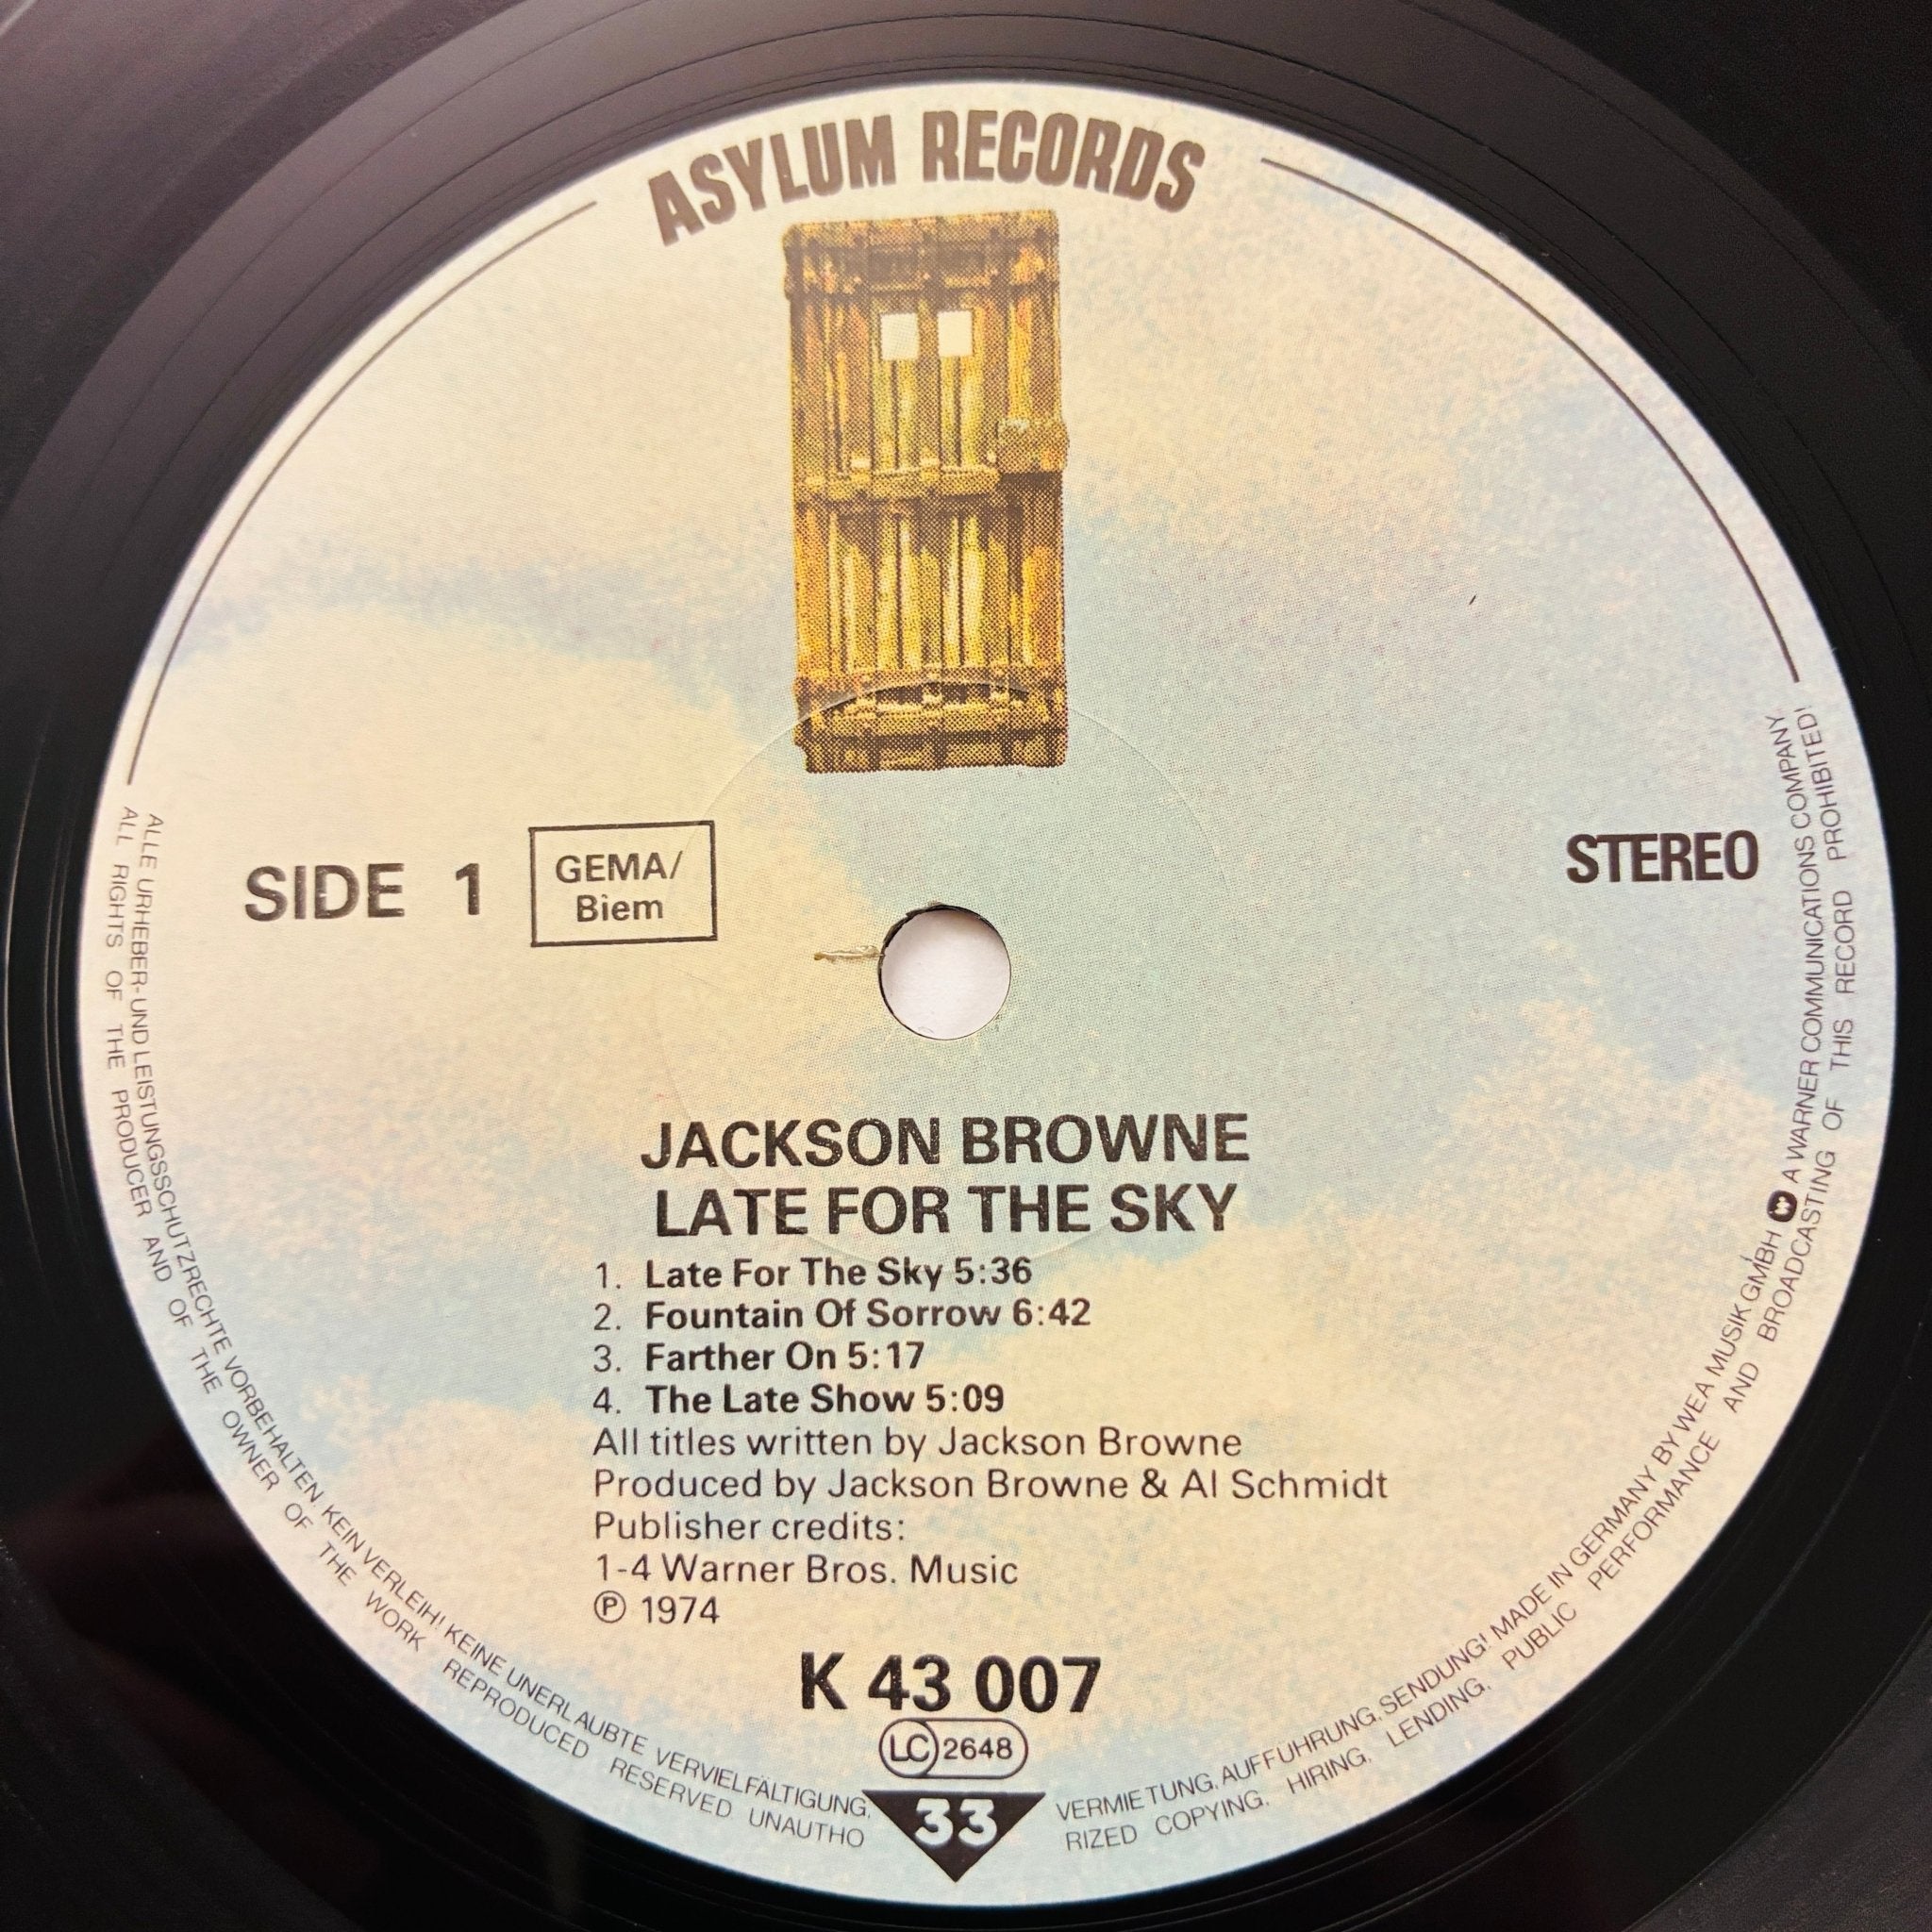 ASYLUM RECORDS
SIDE 1
GEMA/
Biem
STEREO
JACKSON BROWNE
LATE FOR THE SKY
1. Late For The Sky 5:36
2. Fountain Of Sorrow 6:42
3. Farther On 5:17
4. The Late Show 5:09
All titles written by Jackson Browne
Produced by Jackson Browne & Al Schmidt
Publisher credits:
1-4 Warner Bros. Music
℗ 1974
K 43 007
LC 2648
33
ALLE URHEBER- UND LEISTUNGSSCHUTZRECHTE VORBEHALTEN. KEIN VERLEIH! KEINE UNERLAUBTE VERVIELFÄLTIGUNG, VERMIETUNG, AUFFÜHRUNG, SENDUNG! MADE IN GERMANY BY WEA MUSIK GMBH A WARNER COMMUNICATIONS COMPANY
ALL RIGHTS OF THE PRODUCER AND OF THE OWNER OF THE WORK REPRODUCED RESERVED UNAUTHO RIZED COPYING, HIRING, LENDING, PUBLIC PERFORMANCE AND BROADCASTING OF THIS RECORD PROHIBITED!